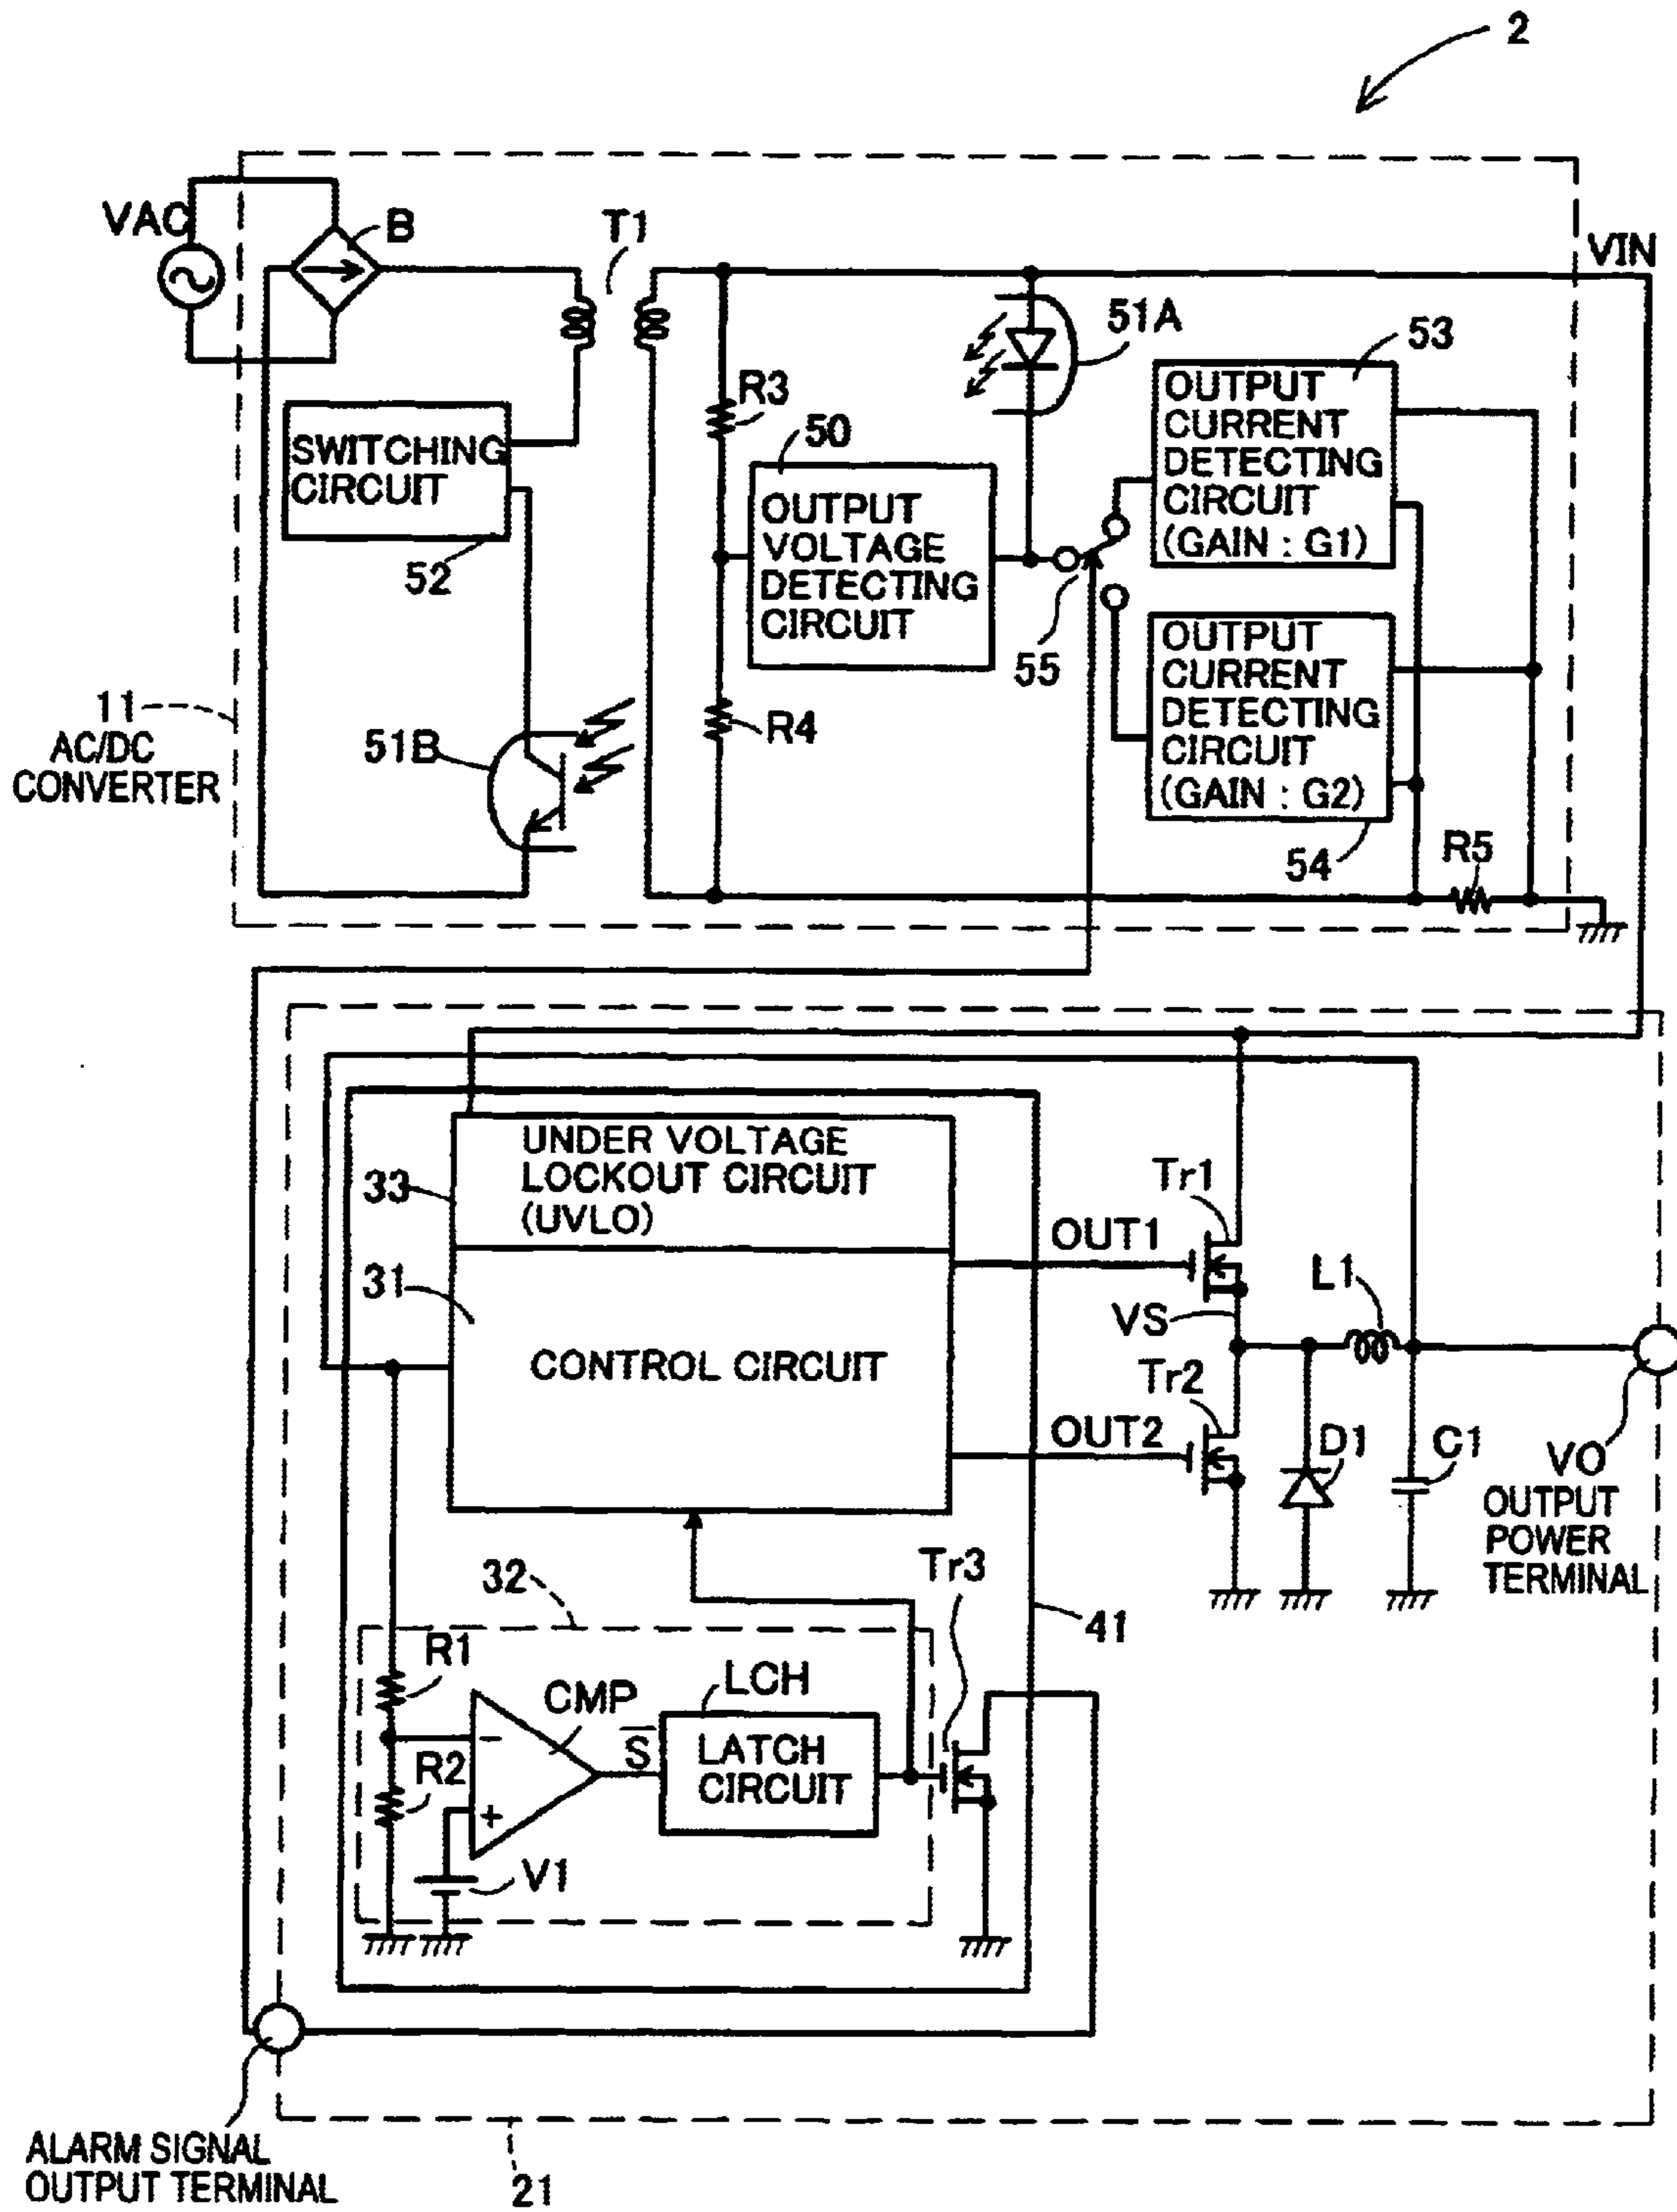 2
VAC
B
T1
VIN
51A
53
R3
50
OUTPUT
CURRENT
DETECTING
CIRCUIT
(GAIN : G1)
SWITCHING
CIRCUIT
52
OUTPUT
VOLTAGE
DETECTING
CIRCUIT
55
OUTPUT
CURRENT
DETECTING
CIRCUIT
(GAIN : G2)
11
AC/DC
CONVERTER
51B
R4
54
R5
UNDER VOLTAGE
LOCKOUT CIRCUIT
(UVLO)
33
Tr1
OUT1
31
L1
VS
CONTROL CIRCUIT
Tr2
OUT2
D1
C1
VO
OUTPUT
POWER
TERMINAL
32
Tr3
41
R1
LCH
CMP
S
LATCH
CIRCUIT
R2
−
+
V1
ALARM SIGNAL
OUTPUT TERMINAL
21